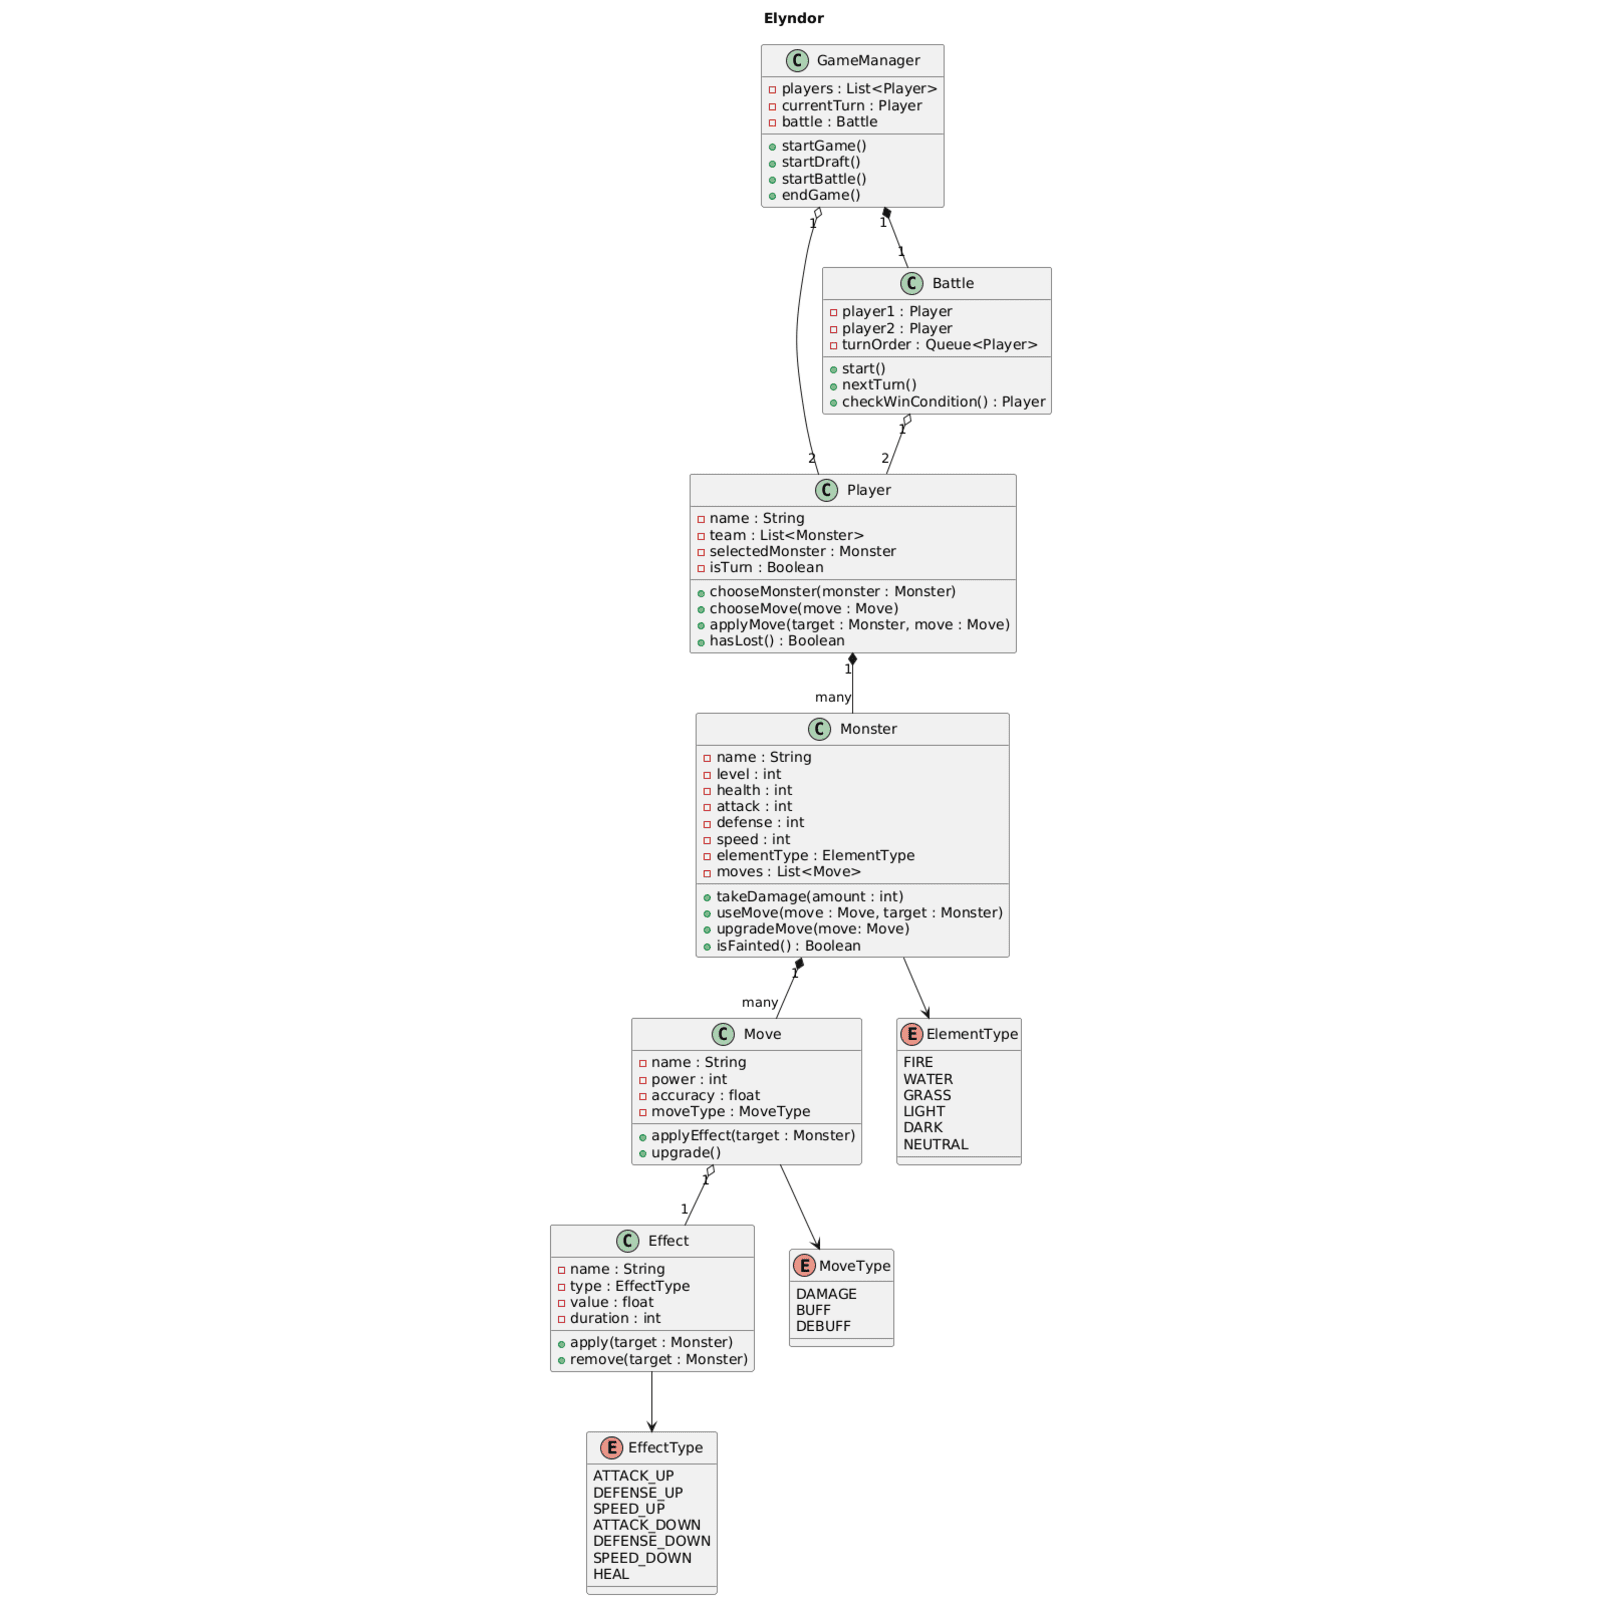 Elyndor
C GameManager
players : List<Player>
currentTurn : Player
battle : Battle
startGame()
startDraft()
startBattle()
endGame()
1
1
1
C Battle
player1 : Player
player2 : Player
turnOrder : Queue<Player>
start()
nextTurn()
checkWinCondition() : Player
1
2
2
C Player
name : String
team : List<Monster>
selectedMonster : Monster
isTurn : Boolean
chooseMonster(monster : Monster)
chooseMove(move : Move)
applyMove(target : Monster, move : Move)
hasLost() : Boolean
1
many
C Monster
name : String
level : int
health : int
attack : int
defense : int
speed : int
elementType : ElementType
moves : List<Move>
takeDamage(amount : int)
useMove(move : Move, target : Monster)
upgradeMove(move: Move)
isFainted() : Boolean
1
many
C Move
name : String
power : int
accuracy : float
moveType : MoveType
applyEffect(target : Monster)
upgrade()
E ElementType
FIRE
WATER
GRASS
LIGHT
DARK
NEUTRAL
1
1
C Effect
name : String
type : EffectType
value : float
duration : int
apply(target : Monster)
remove(target : Monster)
E MoveType
DAMAGE
BUFF
DEBUFF
E EffectType
ATTACK_UP
DEFENSE_UP
SPEED_UP
ATTACK_DOWN
DEFENSE_DOWN
SPEED_DOWN
HEAL